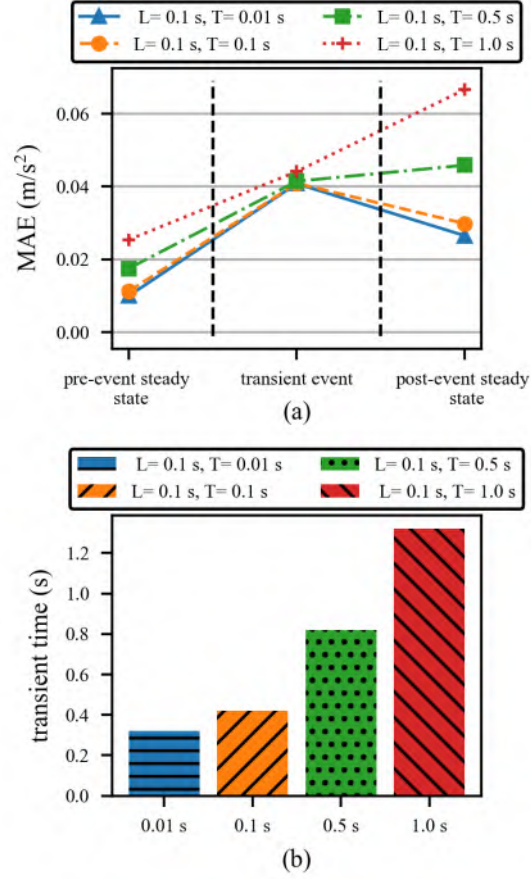 L= 0.1 s, T= 0.01 s
L= 0.1 s, T= 0.5 s
L= 0.1 s, T= 0.1 s
L= 0.1 s, T= 1.0 s
MAE (m/s²)
0.06
0.04
0.02
0.00
pre-event steady
state
transient event
post-event steady
state
(a)
L= 0.1 s, T= 0.01 s
L= 0.1 s, T= 0.5 s
L= 0.1 s, T= 0.1 s
L= 0.1 s, T= 1.0 s
transient time (s)
1.2
1.0
0.8
0.6
0.4
0.2
0.0
0.01 s
0.1 s
0.5 s
1.0 s
(b)